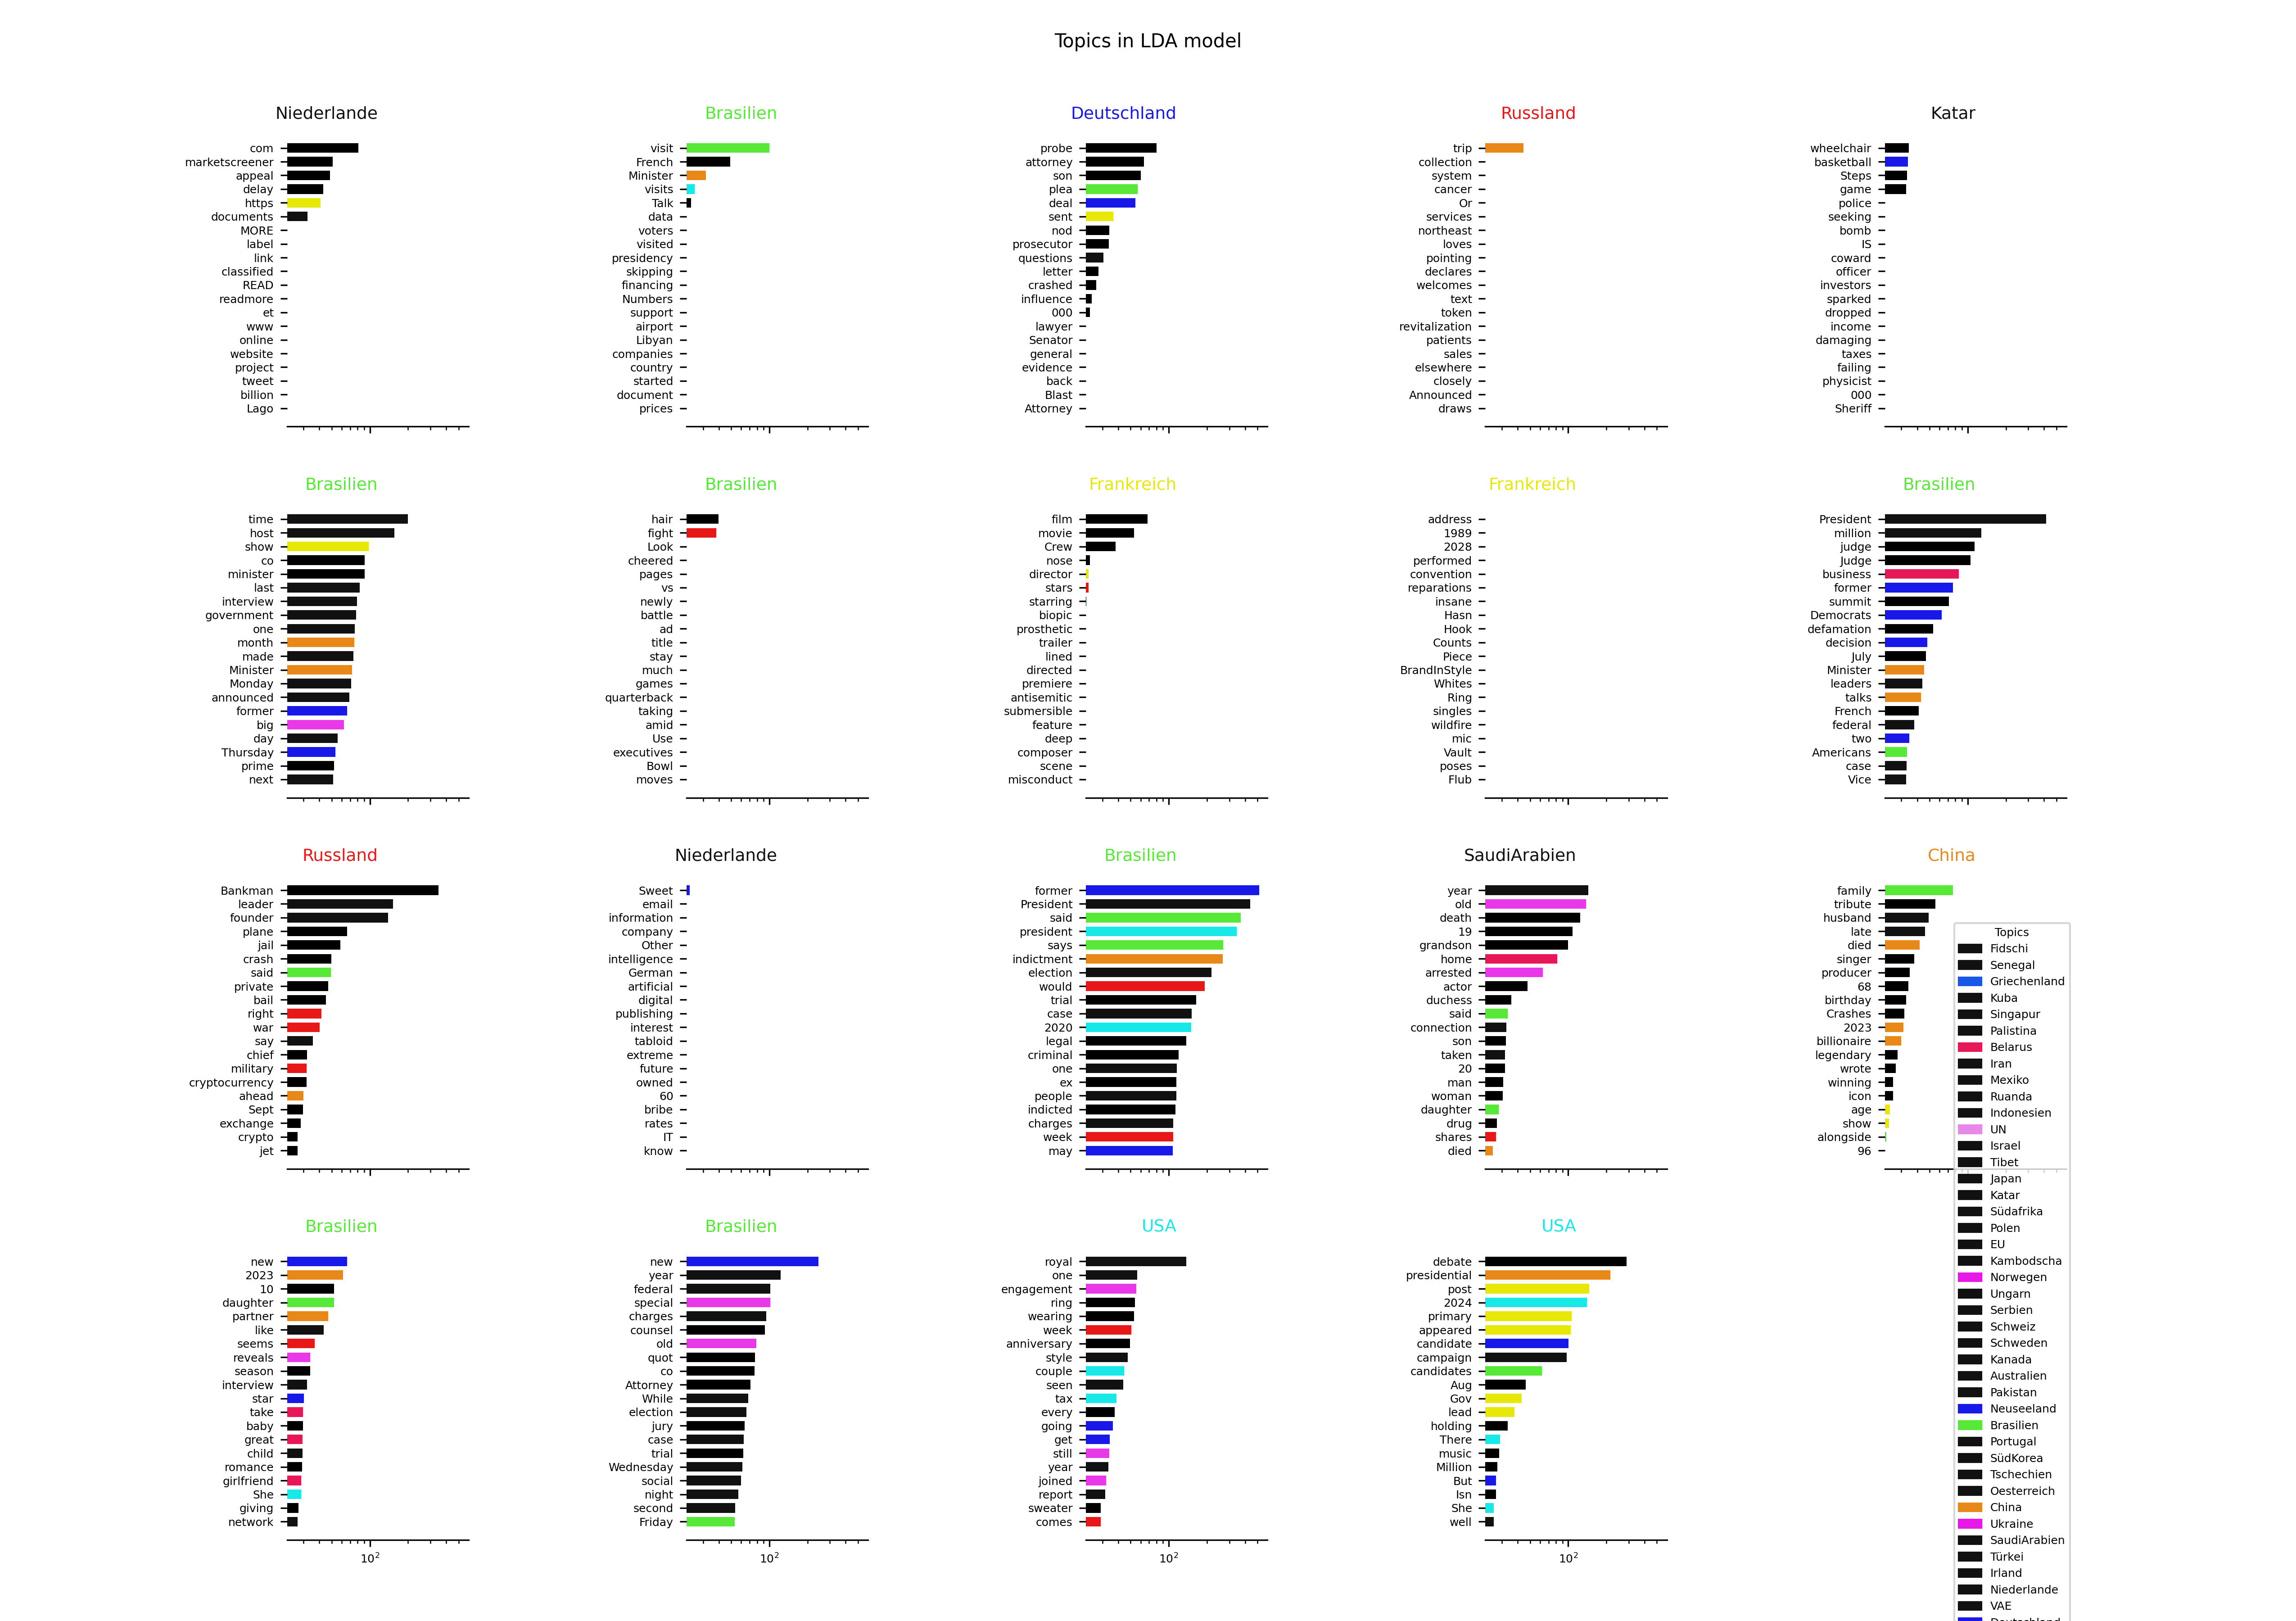 Topics in LDA model
Niederlande
com
marketscreener
appeal
delay
https
documents
MORE
label
link
classified
READ
readmore
et
www
online
website
project
tweet
billion
Lago
Brasilien
visit
French
Minister
visits
Talk
data
voters
visited
presidency
skipping
financing
Numbers
support
airport
Libyan
companies
country
started
document
prices
Deutschland
probe
attorney
son
plea
deal
sent
nod
prosecutor
questions
letter
crashed
influence
000
lawyer
Senator
general
evidence
back
Blast
Attorney
Russland
trip
collection
system
cancer
Or
services
northeast
loves
pointing
declares
welcomes
text
token
revitalization
patients
sales
elsewhere
closely
Announced
draws
Katar
wheelchair
basketball
Steps
game
police
seeking
bomb
IS
coward
officer
investors
sparked
dropped
income
damaging
taxes
failing
physicist
000
Sheriff
Brasilien
time
host
show
co
minister
last
interview
government
one
month
made
Minister
Monday
announced
former
big
day
Thursday
prime
next
Brasilien
hair
fight
Look
cheered
pages
vs
newly
battle
ad
title
stay
much
games
quarterback
taking
amid
Use
executives
Bowl
moves
Frankreich
film
movie
Crew
nose
director
stars
starring
biopic
prosthetic
trailer
lined
directed
premiere
antisemitic
submersible
feature
deep
composer
scene
misconduct
Frankreich
address
1989
2028
performed
convention
reparations
insane
Hasn
Hook
Counts
Piece
BrandInStyle
Whites
Ring
singles
wildfire
mic
Vault
poses
Flub
Brasilien
President
million
judge
Judge
business
former
summit
Democrats
defamation
decision
July
Minister
leaders
talks
French
federal
two
Americans
case
Vice
Russland
Bankman
leader
founder
plane
jail
crash
said
private
bail
right
war
say
chief
military
cryptocurrency
ahead
Sept
exchange
crypto
jet
Niederlande
Sweet
email
information
company
Other
intelligence
German
artificial
digital
publishing
interest
tabloid
extreme
future
owned
60
bribe
rates
IT
know
Brasilien
former
President
said
president
says
indictment
election
would
trial
case
2020
legal
criminal
one
ex
people
indicted
charges
week
may
SaudiArabien
year
old
death
19
grandson
home
arrested
actor
duchess
said
connection
son
taken
20
man
woman
daughter
drug
shares
died
China
family
tribute
husband
late
died
singer
producer
68
birthday
Crashes
2023
billionaire
legendary
wrote
winning
icon
age
show
alongside
96
Brasilien
new
2023
10
daughter
partner
like
seems
reveals
season
interview
star
take
baby
great
child
romance
girlfriend
She
giving
network
10²
Brasilien
new
year
federal
special
charges
counsel
old
quot
co
Attorney
While
election
jury
case
trial
Wednesday
social
night
second
Friday
10²
USA
royal
one
engagement
ring
wearing
week
anniversary
style
couple
seen
tax
every
going
get
still
year
joined
report
sweater
comes
10²
USA
debate
presidential
post
2024
primary
appeared
candidate
campaign
candidates
Aug
Gov
lead
holding
There
music
Million
But
Isn
She
well
10²
Topics
Fidschi
Senegal
Griechenland
Kuba
Singapur
Palistina
Belarus
Iran
Mexiko
Ruanda
Indonesien
UN
Israel
Tibet
Japan
Katar
Südafrika
Polen
EU
Kambodscha
Norwegen
Ungarn
Serbien
Schweiz
Schweden
Kanada
Australien
Pakistan
Neuseeland
Brasilien
Portugal
SüdKorea
Tschechien
Oesterreich
China
Ukraine
SaudiArabien
Türkei
Irland
Niederlande
VAE